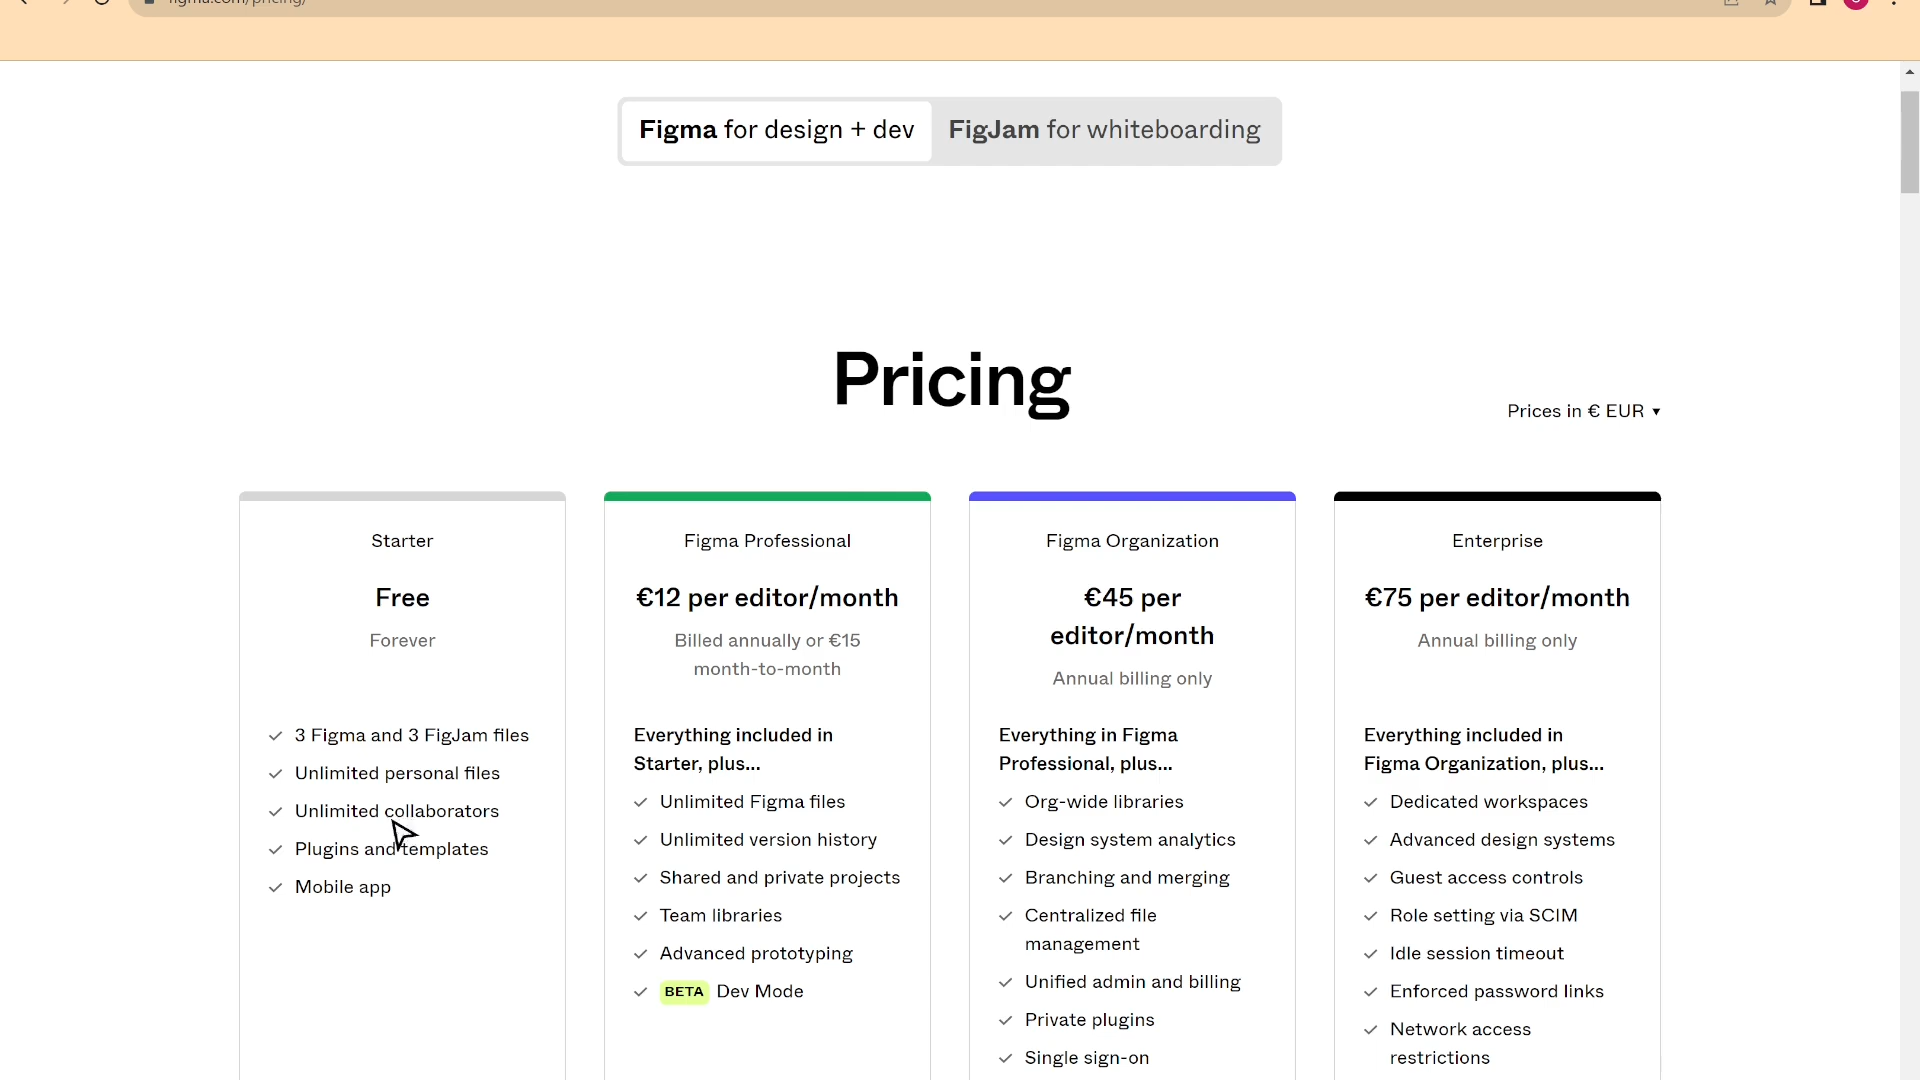 figma.com/pricing/
Figma for design + dev
FigJam for whiteboarding
Pricing
Prices in € EUR ▾
Starter
Free
Forever
3 Figma and 3 FigJam files
Unlimited personal files
Unlimited collaborators
Plugins and templates
Mobile app
Figma Professional
€12 per editor/month
Billed annually or €15
month-to-month
Everything included in
Starter, plus...
Unlimited Figma files
Unlimited version history
Shared and private projects
Team libraries
Advanced prototyping
BETA Dev Mode
Figma Organization
€45 per
editor/month
Annual billing only
Everything in Figma
Professional, plus...
Org-wide libraries
Design system analytics
Branching and merging
Centralized file
management
Unified admin and billing
Private plugins
Single sign-on
Enterprise
€75 per editor/month
Annual billing only
Everything included in
Figma Organization, plus...
Dedicated workspaces
Advanced design systems
Guest access controls
Role setting via SCIM
Idle session timeout
Enforced password links
Network access
restrictions